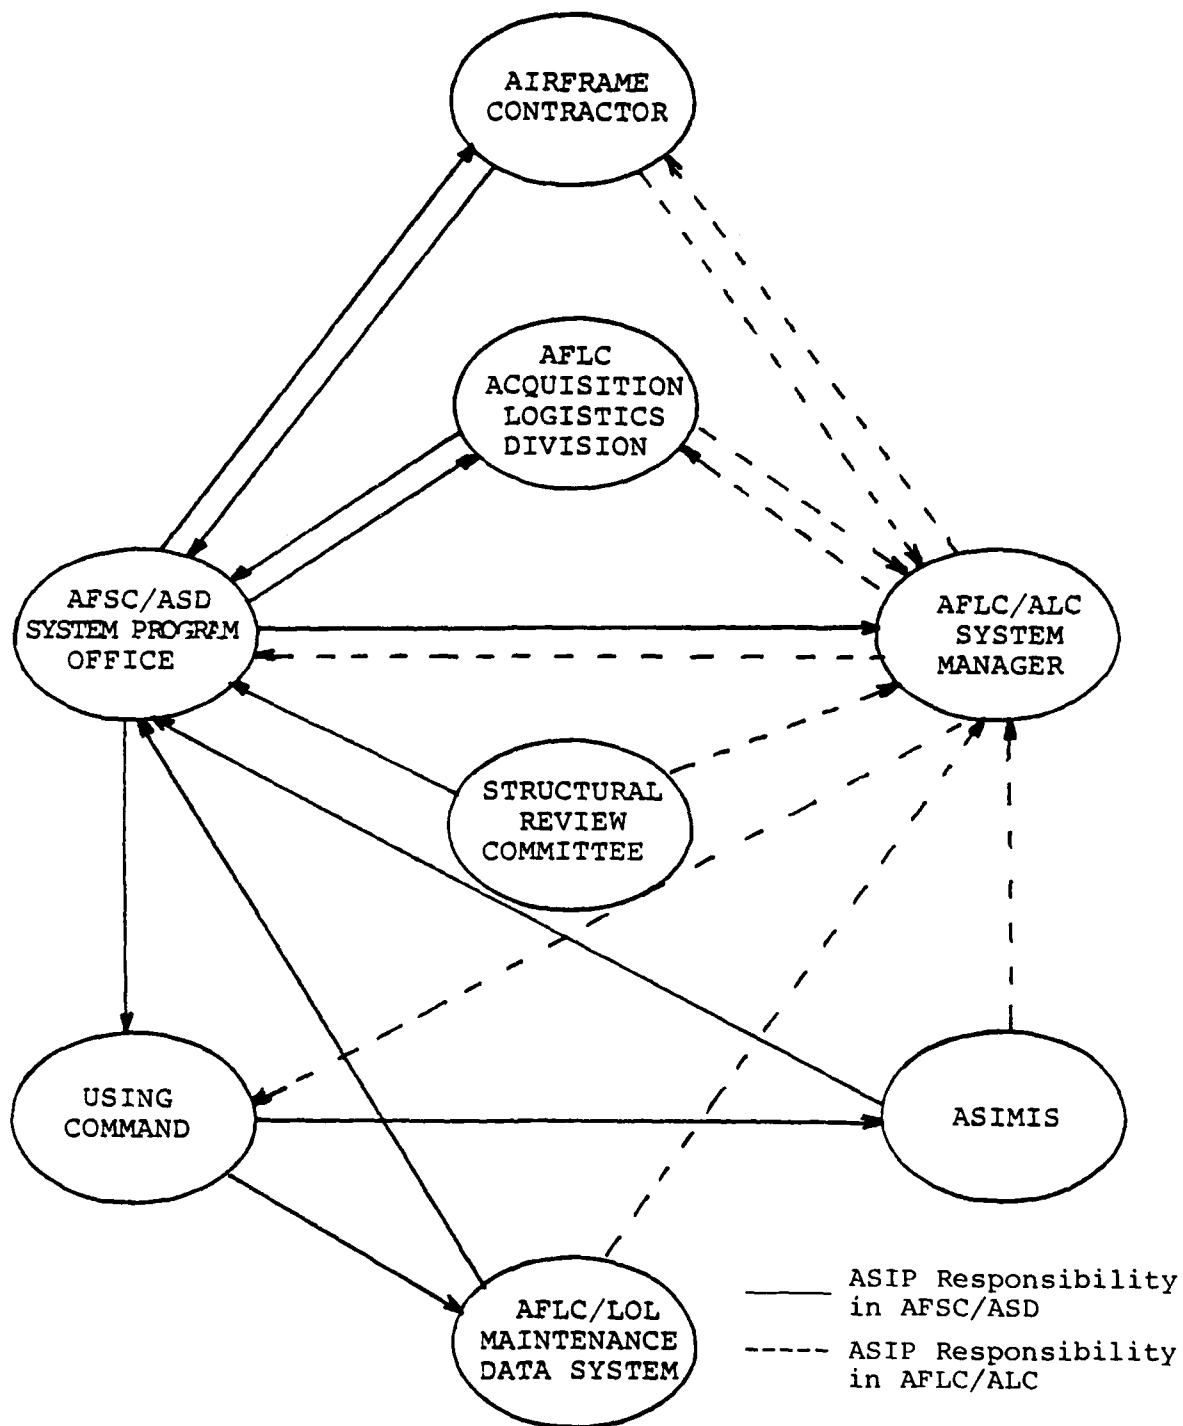 AIRFRAME
CONTRACTOR
AFLC
ACQUISITION
LOGISTICS
DIVISION
AFSC/ASD
SYSTEM PROGRAM
OFFICE
AFLC/ALC
SYSTEM
MANAGER
STRUCTURAL
REVIEW
COMMITTEE
USING
COMMAND
ASIMIS
AFLC/LOL
MAINTENANCE
DATA SYSTEM
ASIP Responsibility
in AFSC/ASD
ASIP Responsibility
in AFLC/ALC